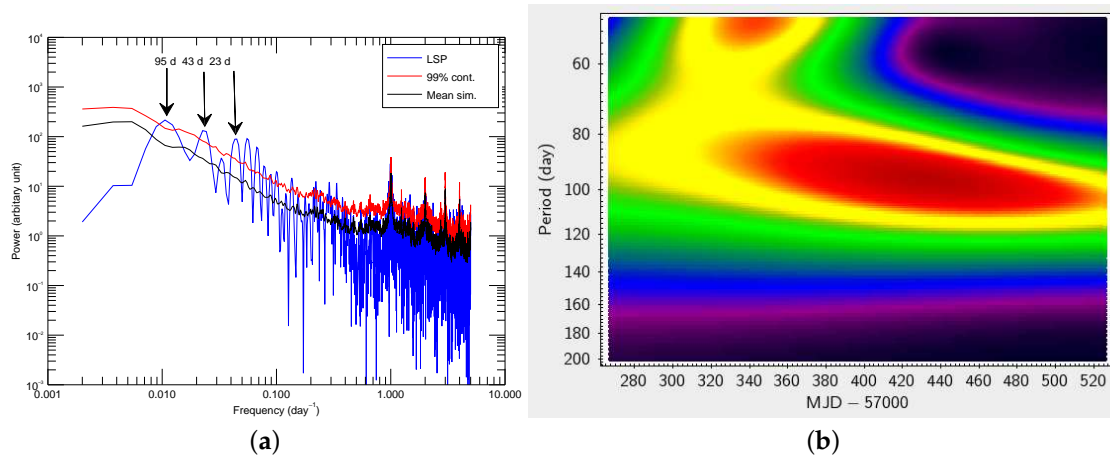 95 d 43 d 23 d
LSP
99% cont.
Mean sim.
10⁴
10³
10²
10¹
10⁰
10⁻¹
10⁻²
10⁻³
Power (arbitrary unit)
0.001 0.010 0.100 1.000 10.000
Frequency (day⁻¹)
(a)
60
80
100
120
140
160
180
200
Period (day)
280 300 320 340 360 380 400 420 440 460 480 500 520
MJD − 57000
(b)